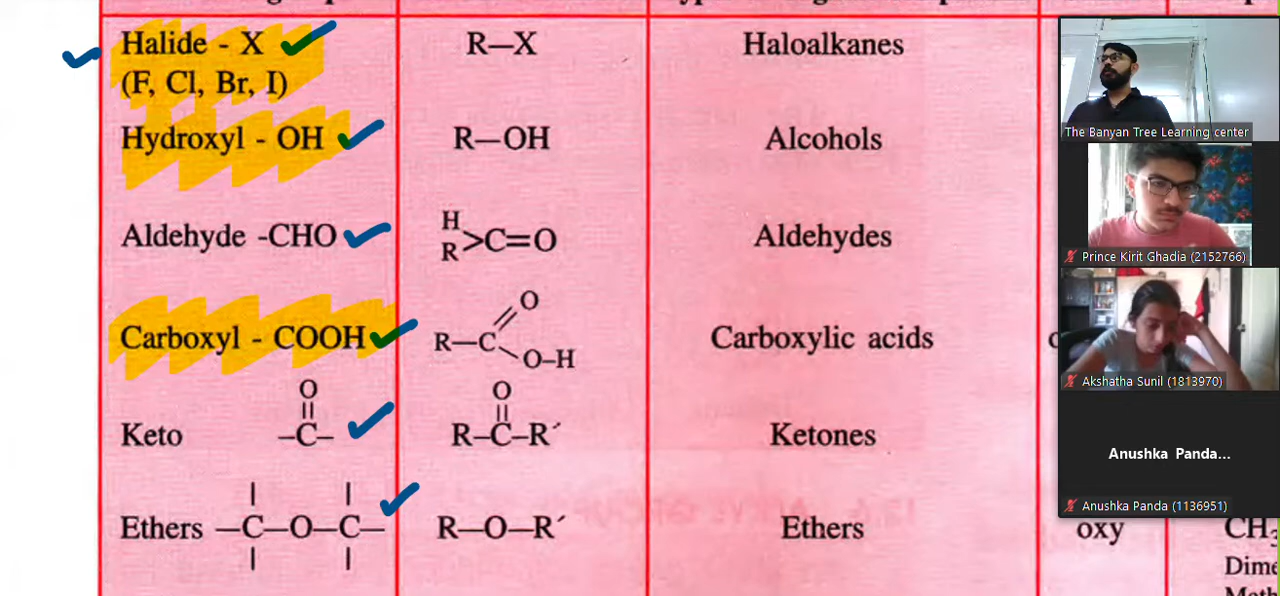 Halide - X R—X Haloalkanes
(F, Cl, Br, I)
Hydroxyl - OH R—OH Alcohols
Aldehyde -CHO H R >C=O Aldehydes
Carboxyl - COOH R—C O O–H Carboxylic acids
Keto O –C– O R–C–R´ Ketones
Ethers –C–O–C– R—O—R´ Ethers oxy CH3
Dime
The Banyan Tree Learning center
Prince Kirit Ghadia (2152766)
Akshatha Sunil (1813970)
Anushka Panda...
Anushka Panda (1136951)